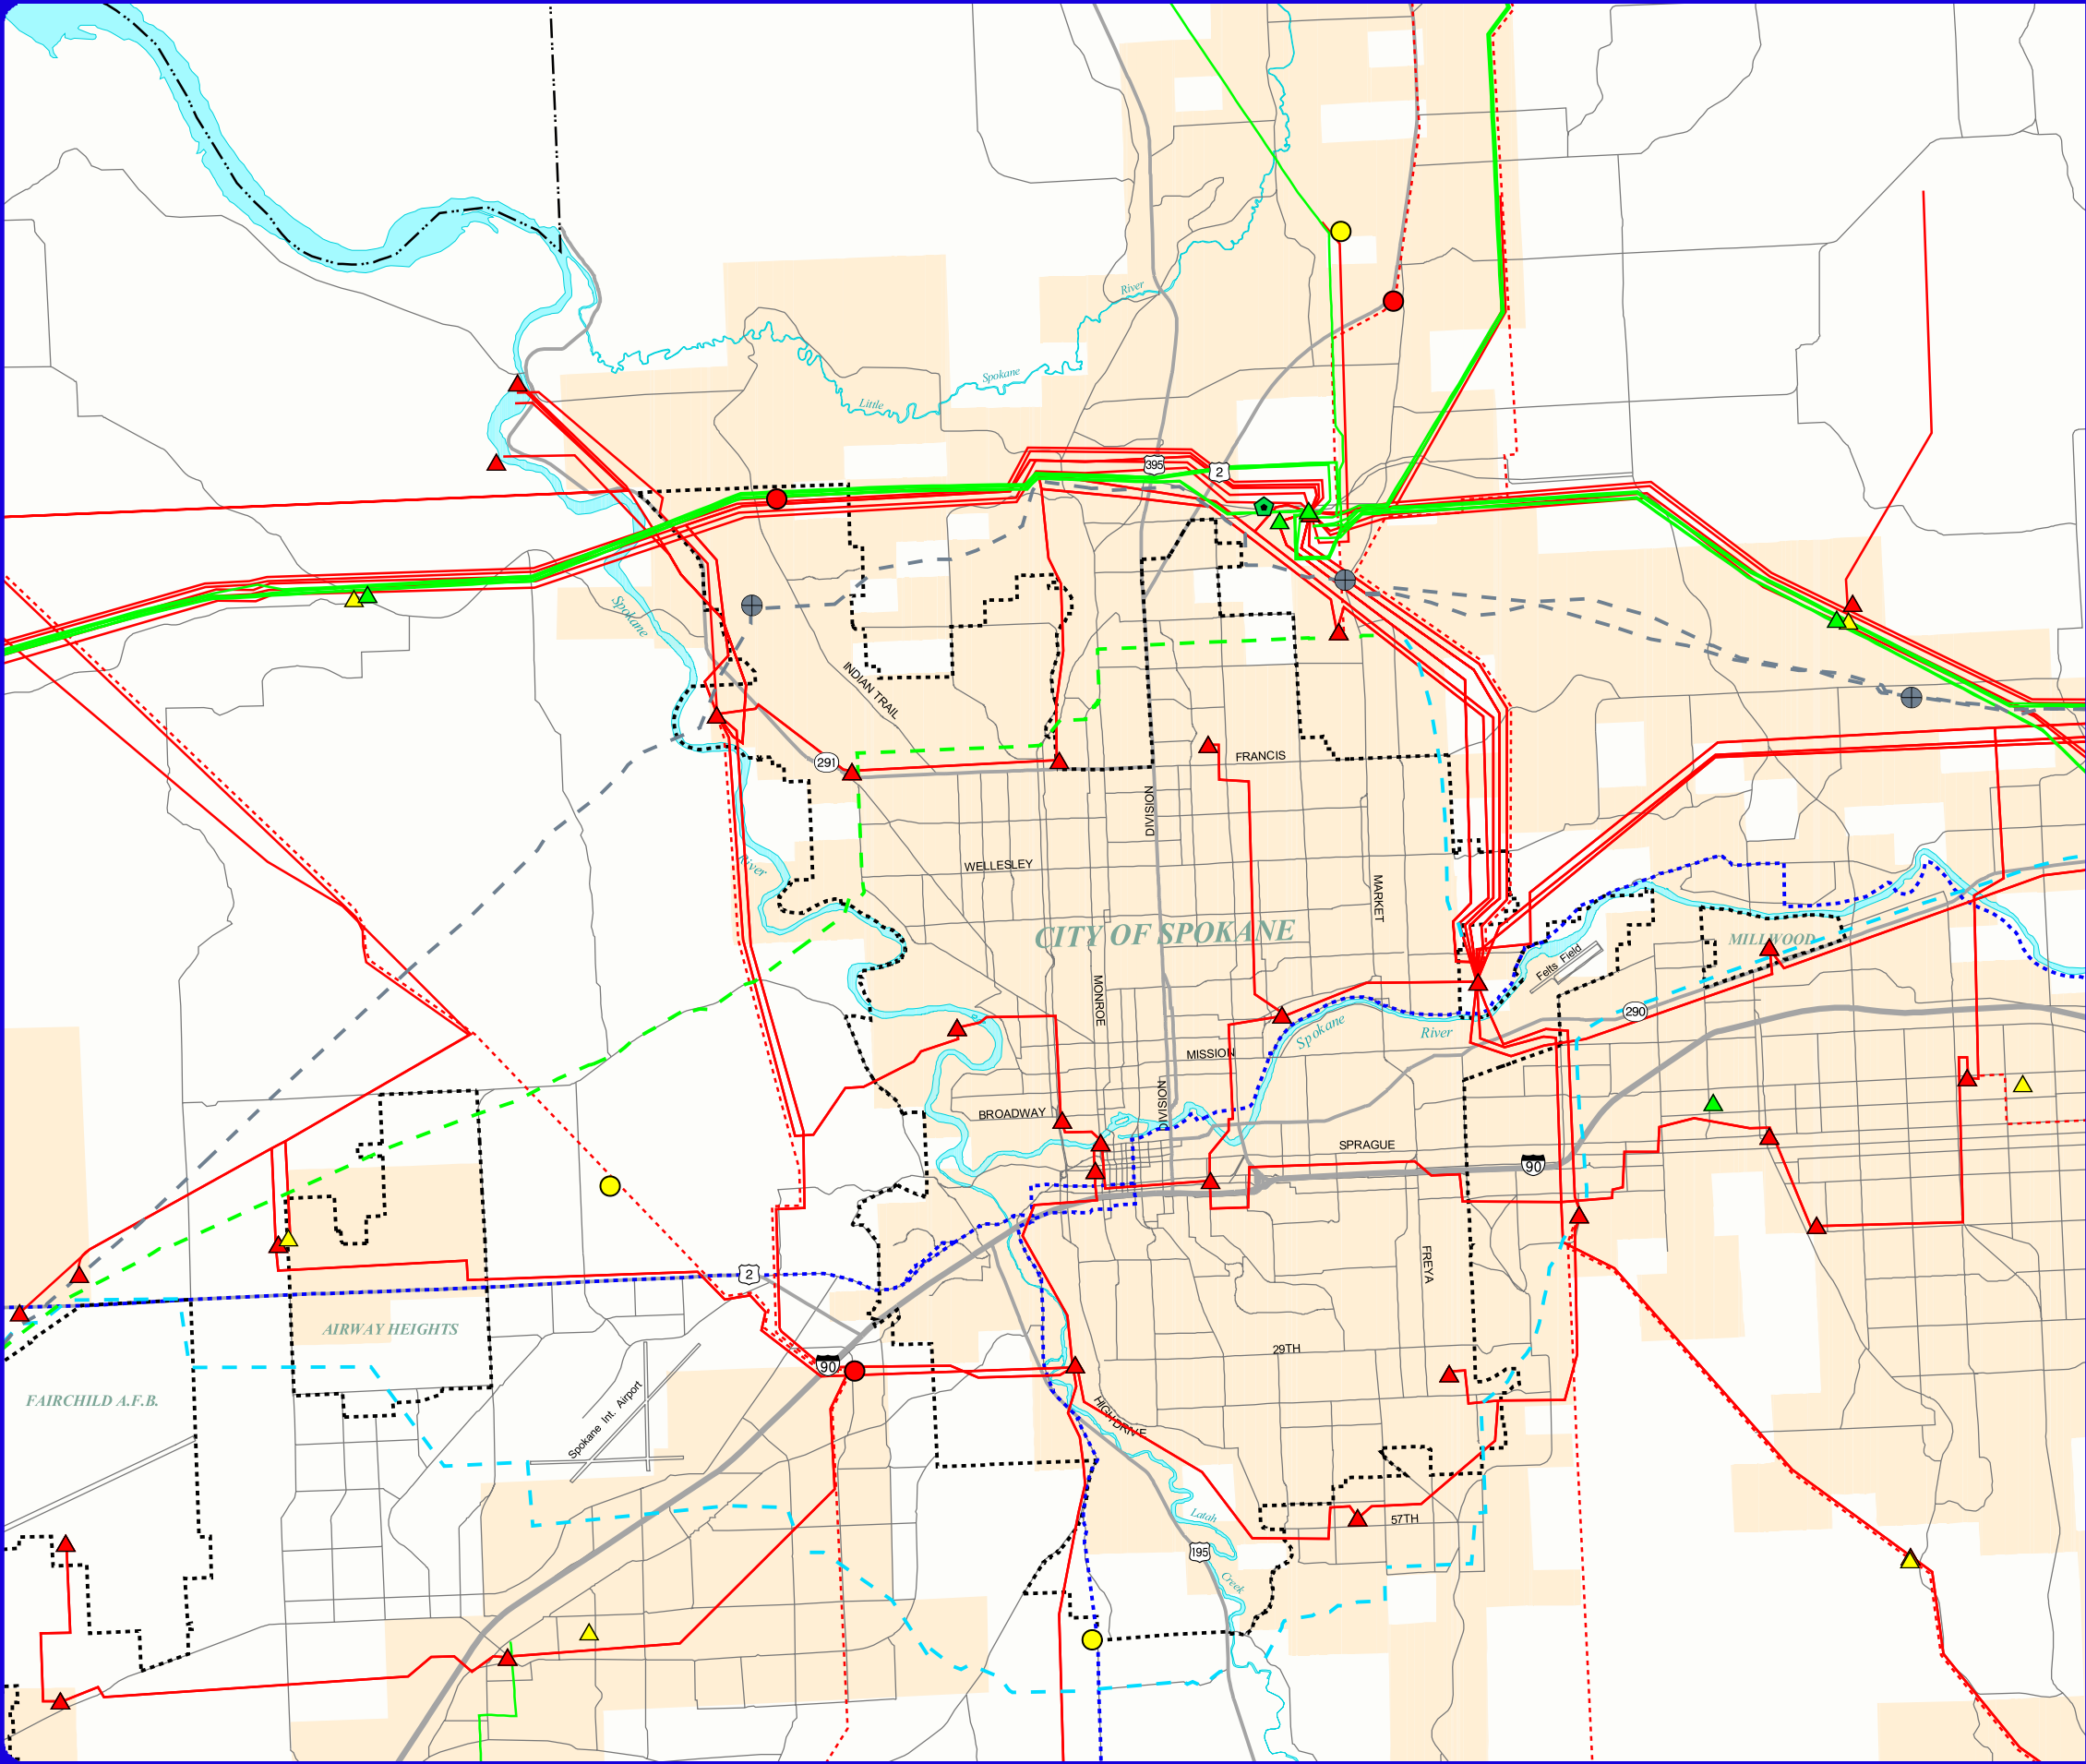 River
Spokane
Little
395
2
Spokane
INDIAN TRAIL
291
FRANCIS
DIVISION
WELLESLEY
River
MARKET
CITY OF SPOKANE
MILLWOOD
Felts Field
MONROE
290
Spokane
River
MISSION
DIVISION
BROADWAY
SPRAGUE
90
FREYA
2
AIRWAY HEIGHTS
29TH
90
FAIRCHILD A.F.B.
Spokane Int. Airport
HIGH DRIVE
Latah
57TH
195
Creek